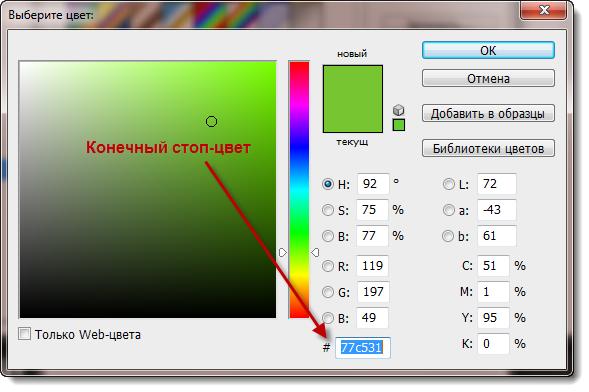 Выберите цвет:
новый
текущ
OK
Отмена
Добавить в образцы
Библиотеки цветов
Конечный стоп-цвет
H: 92 °
S: 75 %
B: 77 %
R: 119
G: 197
B: 49
# 77c531
L: 72
a: -43
b: 61
C: 51 %
M: 1 %
Y: 95 %
K: 0 %
Только Web-цвета